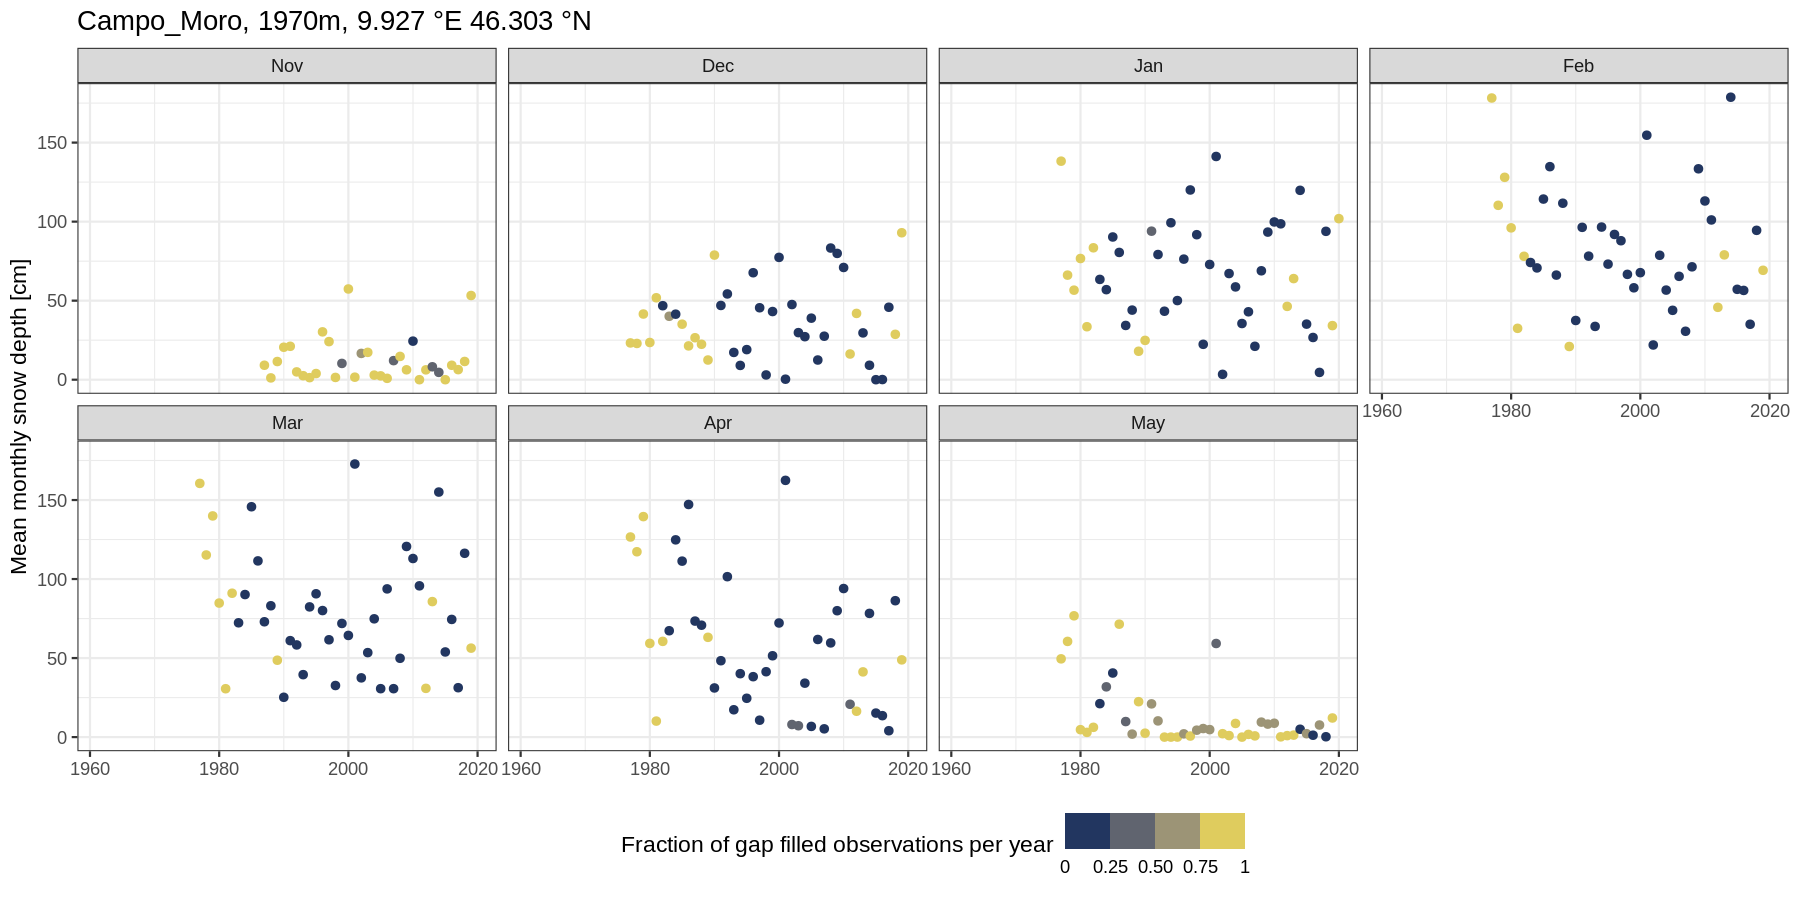 Campo_Moro, 1970m, 9.927 °E 46.303 °N
Nov Dec Jan Feb
150
100
50
0
1960 1980 2000 2020
Mar Apr May
150
100
50
0
1960 1980 2000 2020 1960 1980 2000 2020 1960 1980 2000 2020
Mean monthly snow depth [cm]
Fraction of gap filled observations per year
0 0.25 0.50 0.75 1